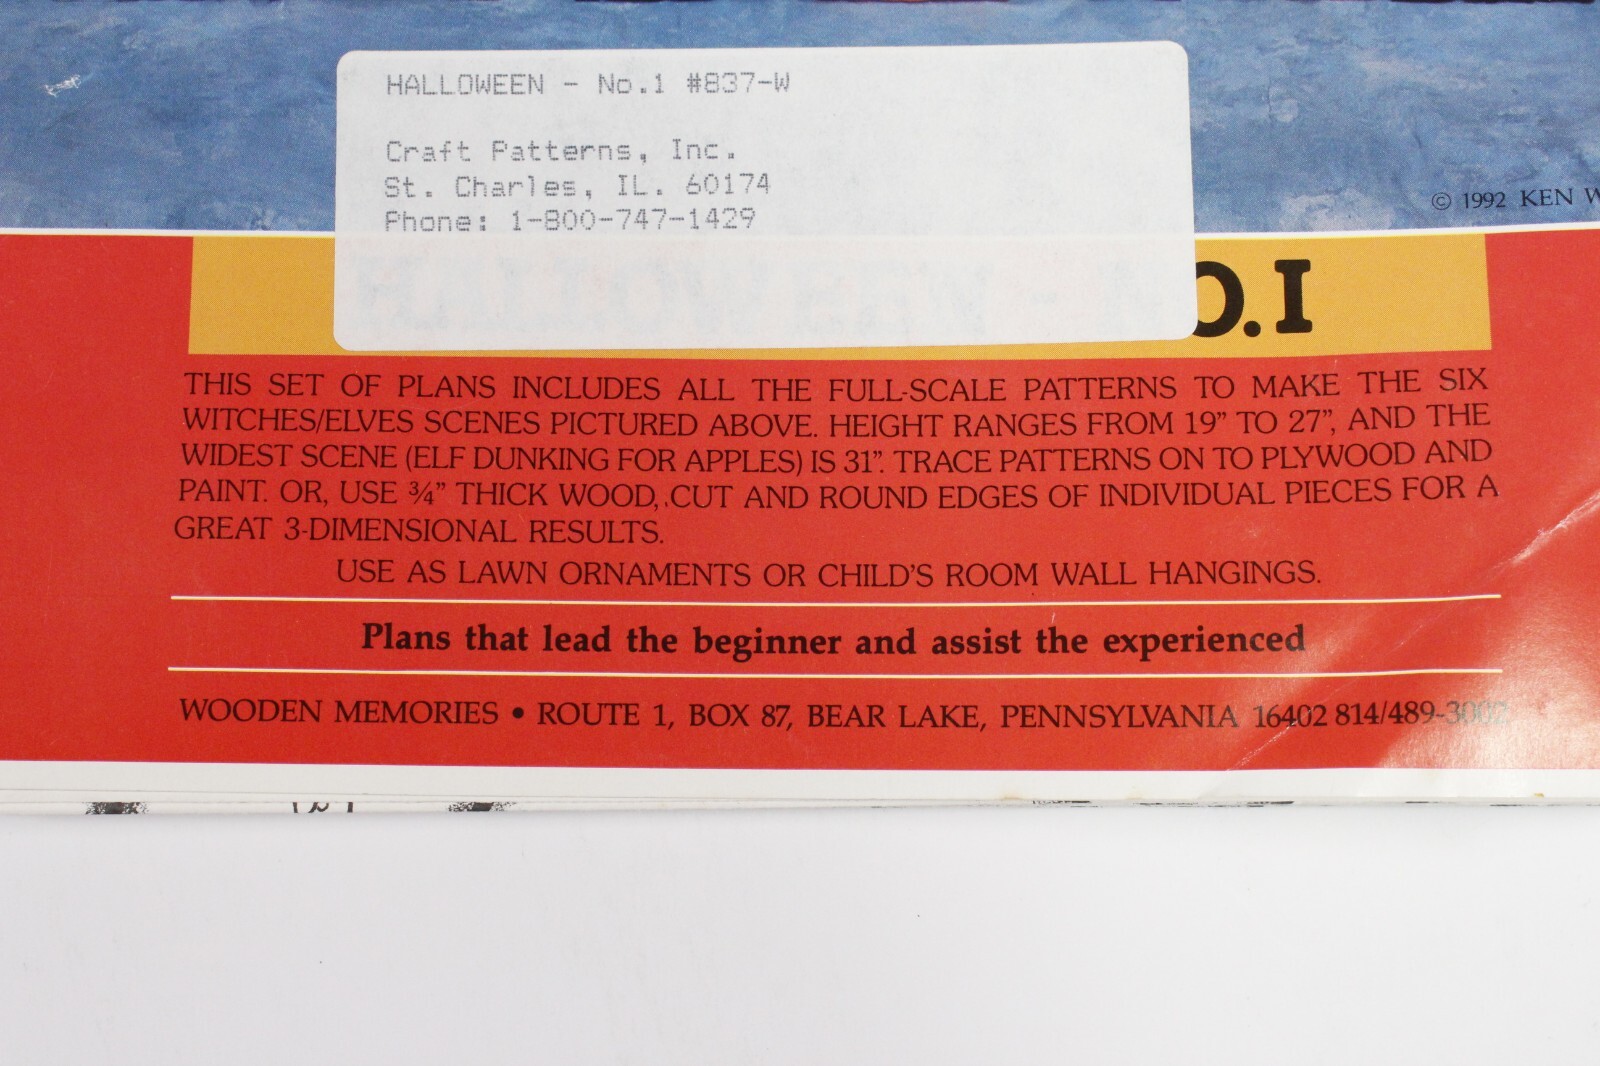 HALLOWEEN - No.1 #837-W
Craft Patterns, Inc.
St. Charles, IL. 60174
Phone: 1-800-747-1429
© 1992 KEN
HALLOWEEN - NO.1
THIS SET OF PLANS INCLUDES ALL THE FULL-SCALE PATTERNS TO MAKE THE SIX
WITCHES/ELVES SCENES PICTURED ABOVE. HEIGHT RANGES FROM 19" TO 27", AND THE
WIDEST SCENE (ELF DUNKING FOR APPLES) IS 31". TRACE PATTERNS ON TO PLYWOOD AND
PAINT. OR, USE ¾" THICK WOOD, CUT AND ROUND EDGES OF INDIVIDUAL PIECES FOR A
GREAT 3-DIMENSIONAL RESULTS.
USE AS LAWN ORNAMENTS OR CHILD'S ROOM WALL HANGINGS.
Plans that lead the beginner and assist the experienced
WOODEN MEMORIES • ROUTE 1, BOX 87, BEAR LAKE, PENNSYLVANIA 16402 814/489-3002